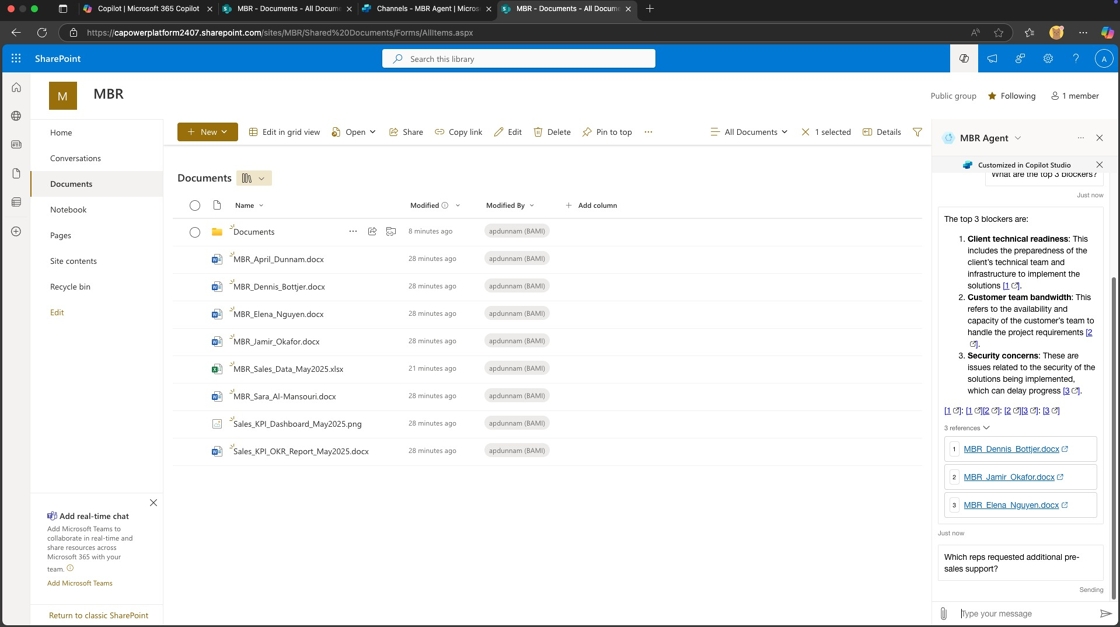 Copilot | Microsoft 365 Copilot
MBR - Documents - All Docume
Channels - MBR Agent | Micros
MBR - Documents - All Docum
https://capowerplatform2407.sharepoint.com/sites/MBR/Shared%20Documents/Forms/AllItems.aspx
SharePoint
Search this library
A
M
MBR
Public group
Following
1 member
Home
Conversations
Documents
Notebook
Pages
Site contents
Recycle bin
Edit
New
Edit in grid view
Open
Share
Copy link
Edit
Delete
Pin to top
All Documents
1 selected
Details
Documents
Name
Modified
Modified By
Add column
Documents
8 minutes ago
apdunnam (BAMI)
MBR_April_Dunnam.docx
28 minutes ago
apdunnam (BAMI)
MBR_Dennis_Bottjer.docx
28 minutes ago
apdunnam (BAMI)
MBR_Elena_Nguyen.docx
28 minutes ago
apdunnam (BAMI)
MBR_Jamir_Okafor.docx
28 minutes ago
apdunnam (BAMI)
MBR_Sales_Data_May2025.xlsx
21 minutes ago
apdunnam (BAMI)
MBR_Sara_Al-Mansouri.docx
28 minutes ago
apdunnam (BAMI)
Sales_KPI_Dashboard_May2025.png
28 minutes ago
apdunnam (BAMI)
Sales_KPI_OKR_Report_May2025.docx
28 minutes ago
apdunnam (BAMI)
Add real-time chat
Add Microsoft Teams to
collaborate in real-time and
share resources across
Microsoft 365 with your
team.
Add Microsoft Teams
Return to classic SharePoint
MBR Agent
Customized in Copilot Studio
What are the top 3 blockers?
Just now
The top 3 blockers are:
1. Client technical readiness: This
includes the preparedness of the
client's technical team and
infrastructure to implement the
solutions [1].
2. Customer team bandwidth: This
refers to the availability and
capacity of the customer's team to
handle the project requirements [2
].
3. Security concerns: These are
issues related to the security of the
solutions being implemented,
which can delay progress [3].
[1]: [1][2]: [2][3]: [3]
3 references
1 MBR_Dennis_Bottjer.docx
2 MBR_Jamir_Okafor.docx
3 MBR_Elena_Nguyen.docx
Just now
Which reps requested additional pre-
sales support?
Sending
Type your message